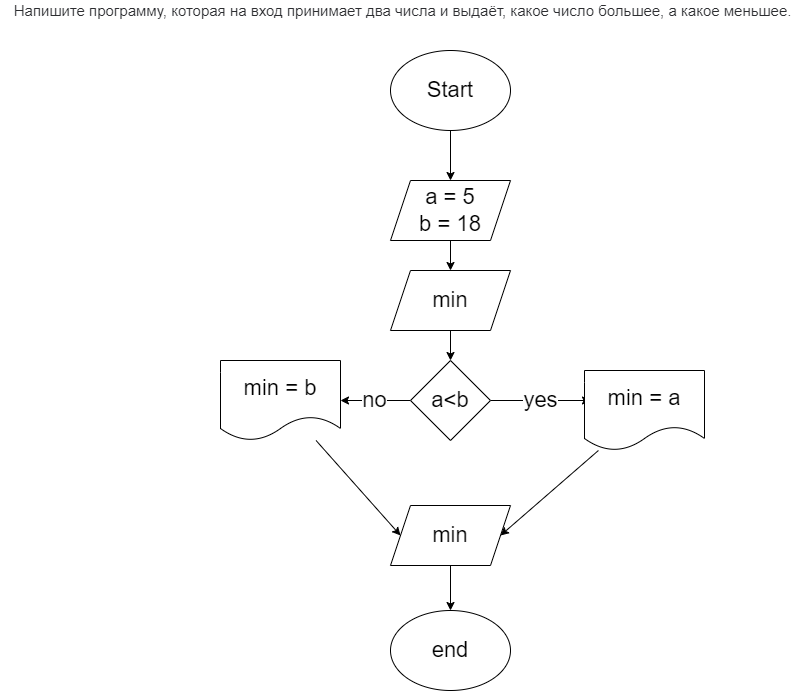 Напишите программу, которая на вход принимает два числа и выдаёт, какое число большее, а какое меньшее.
Start
a = 5
b = 18
min
min = b
no
a<b
yes
min = a
min
end